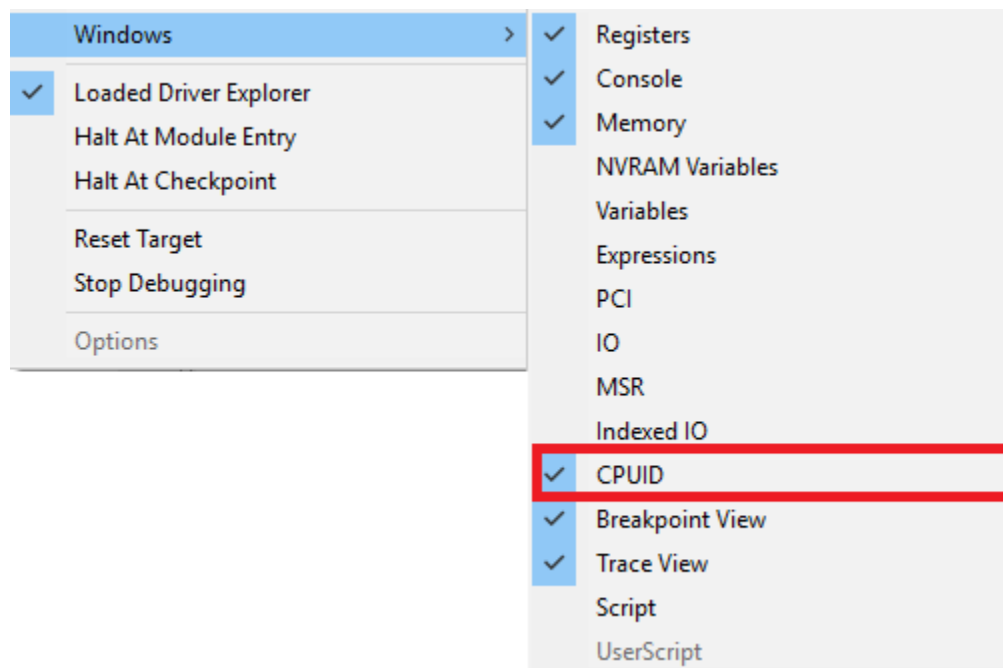 Windows
Loaded Driver Explorer
Halt At Module Entry
Halt At Checkpoint
Reset Target
Stop Debugging
Options
Registers
Console
Memory
NVRAM Variables
Variables
Expressions
PCI
IO
MSR
Indexed IO
CPUID
Breakpoint View
Trace View
Script
UserScript